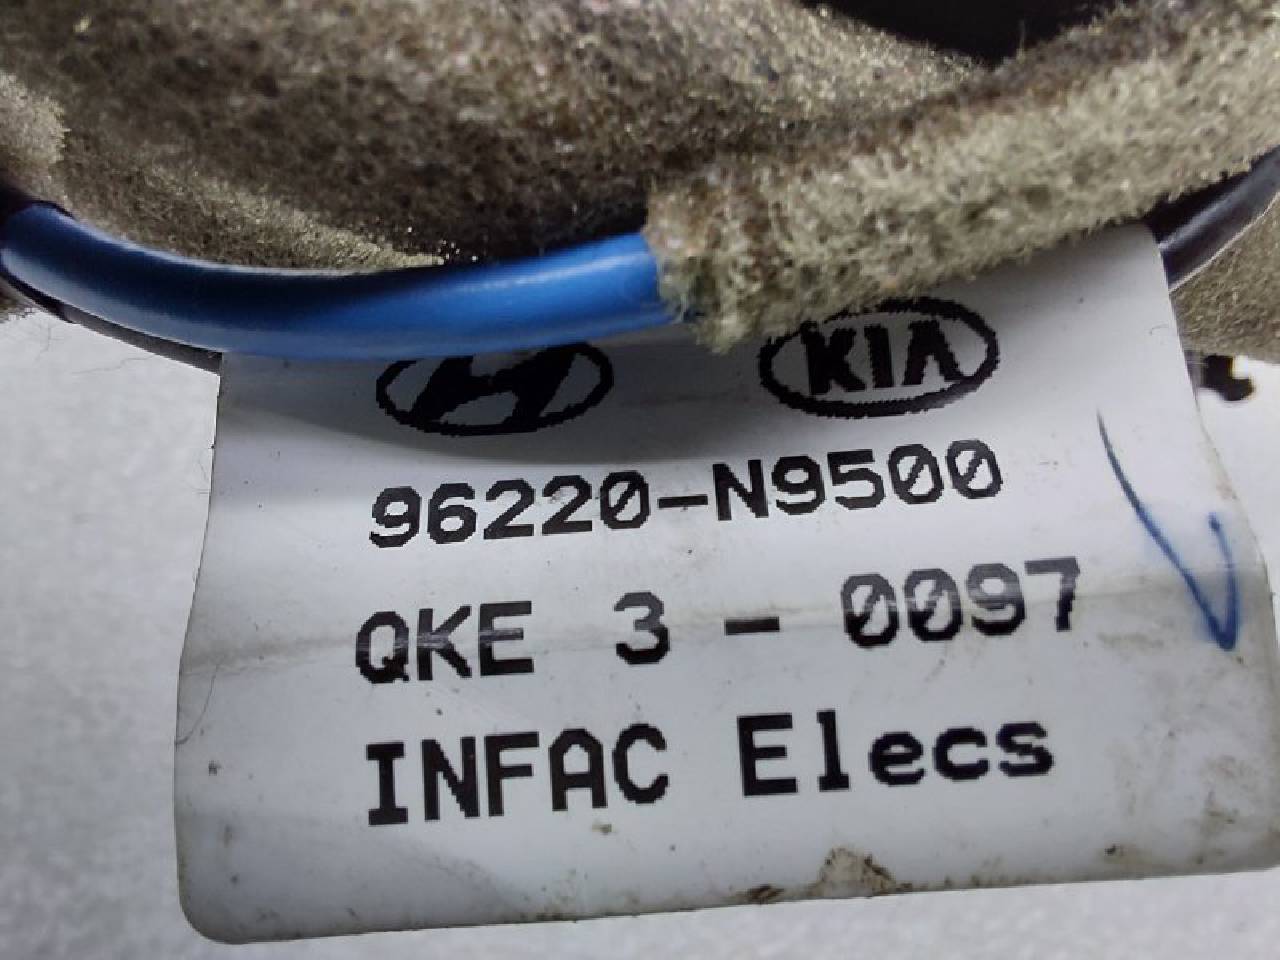 KIA
96220-N9500
QKE 3 - 0097
INFAC Elecs